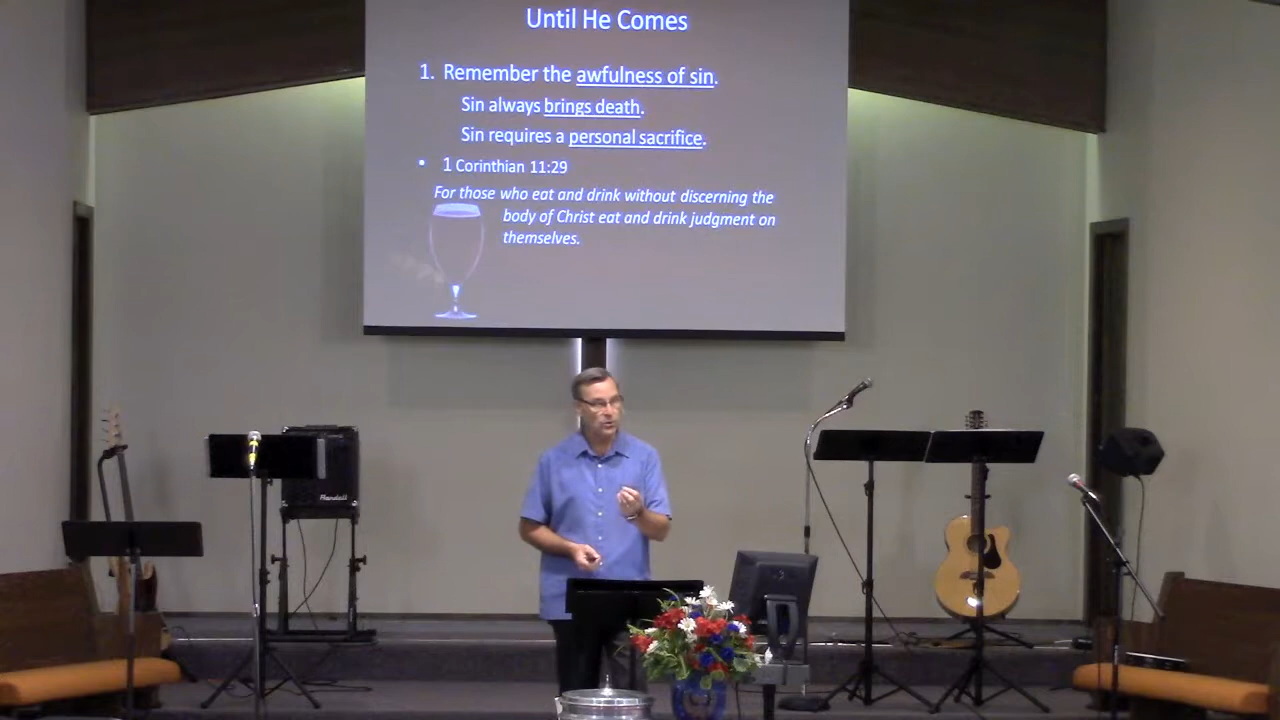 Until He Comes
1. Remember the awfulness of sin.
Sin always brings death.
Sin requires a personal sacrifice.
• 1 Corinthian 11:29
For those who eat and drink without discerning the
body of Christ eat and drink judgment on
themselves.
Randall